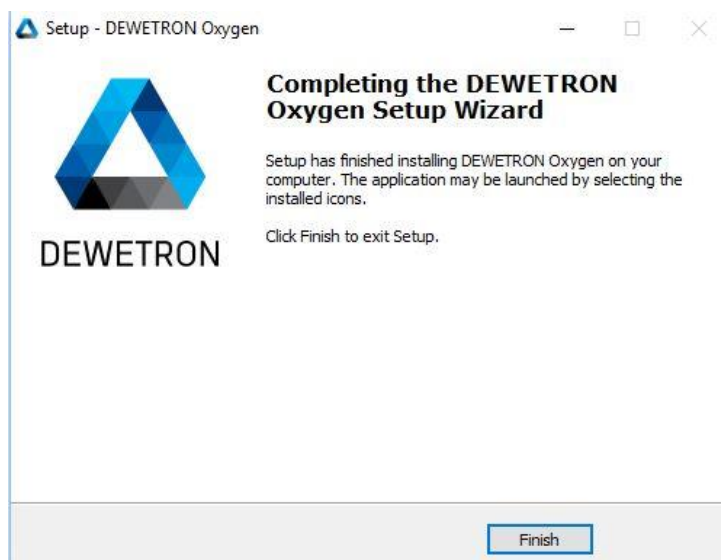 Setup - DEWETRON Oxygen
DEWETRON
Completing the DEWETRON
Oxygen Setup Wizard
Setup has finished installing DEWETRON Oxygen on your
computer. The application may be launched by selecting the
installed icons.
Click Finish to exit Setup.
Finish